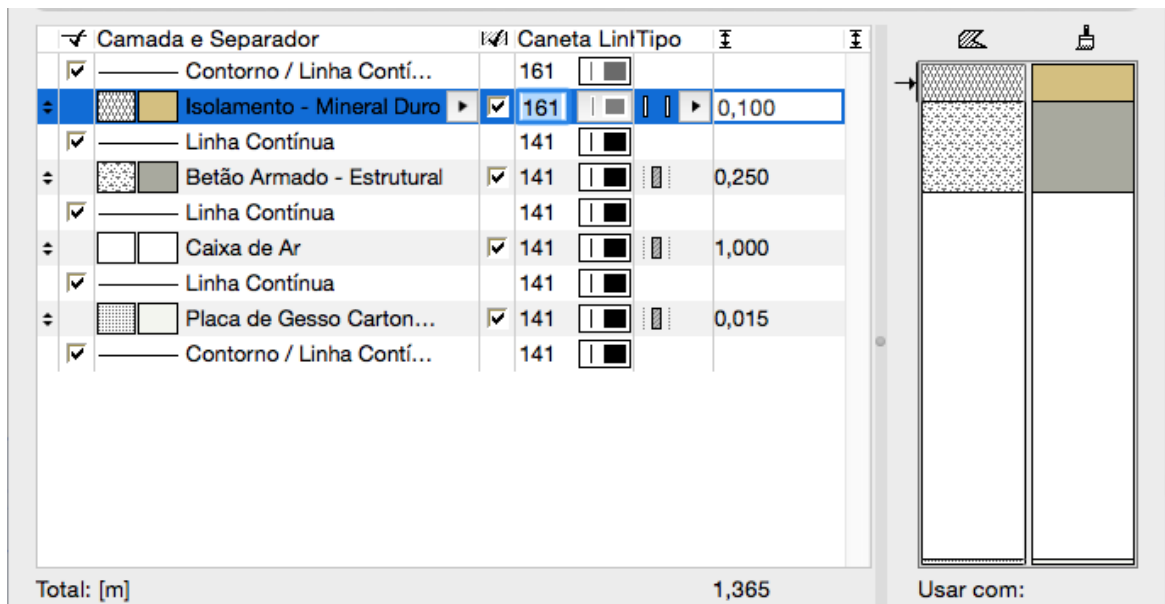 Camada e Separador Caneta Linh Tipo
Contorno / Linha Contí... 161
Isolamento - Mineral Duro 161 0,100
Linha Contínua 141
Betão Armado - Estrutural 141 0,250
Linha Contínua 141
Caixa de Ar 141 1,000
Linha Contínua 141
Placa de Gesso Carton... 141 0,015
Contorno / Linha Contí... 141
Total: [m] 1,365 Usar com: